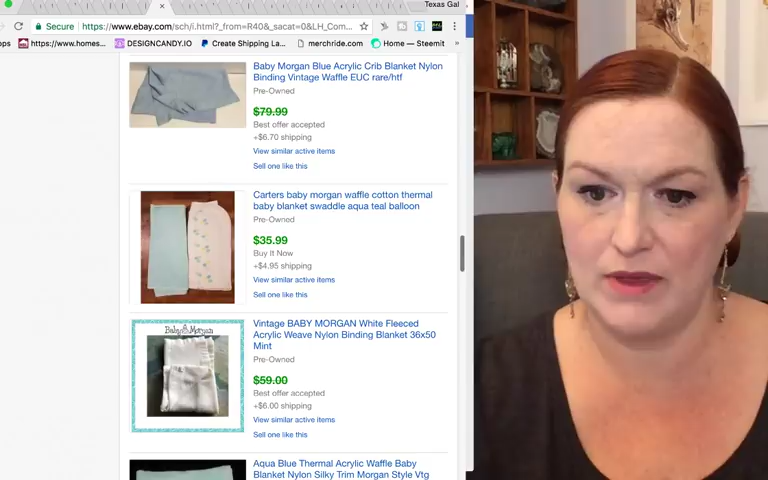 Texas Gal
Secure https://www.ebay.com/sch/i.html?_from=R40&_sacat=0&LH_Com...
ops https://www.homes... DESIGNCANDY.IO Create Shipping La... merchride.com Home — Steemit »
Baby Morgan Blue Acrylic Crib Blanket Nylon
Binding Vintage Waffle EUC rare/htf
Pre-Owned
$79.99
Best offer accepted
+$6.70 shipping
View similar active items
Sell one like this
Carters baby morgan waffle cotton thermal
baby blanket swaddle aqua teal balloon
Pre-Owned
$35.99
Buy It Now
+$4.95 shipping
View similar active items
Sell one like this
Baby Morgan
Vintage BABY MORGAN White Fleeced
Acrylic Weave Nylon Binding Blanket 36x50
Mint
Pre-Owned
$59.00
Best offer accepted
+$6.00 shipping
View similar active items
Sell one like this
Aqua Blue Thermal Acrylic Waffle Baby
Blanket Nylon Silky Trim Morgan Style Vtg